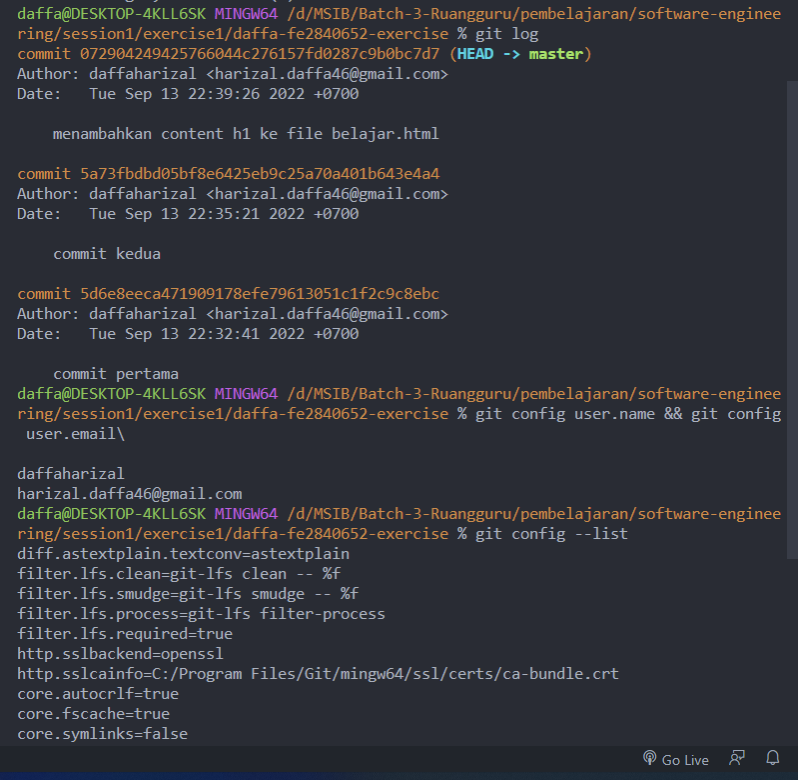 daffa@DESKTOP-4KLL6SK MINGW64 /d/MSIB/Batch-3-Ruangguru/pembelajaran/software-enginee
ring/session1/exercise1/daffa-fe2840652-exercise % git log
commit 072904249425766044c276157fd0287c9b0bc7d7 (HEAD -> master)
Author: daffaharizal <harizal.daffa46@gmail.com>
Date:   Tue Sep 13 22:39:26 2022 +0700

    menambahkan content h1 ke file belajar.html

commit 5a73fbdbd05bf8e6425eb9c25a70a401b643e4a4
Author: daffaharizal <harizal.daffa46@gmail.com>
Date:   Tue Sep 13 22:35:21 2022 +0700

    commit kedua

commit 5d6e8eeca471909178efe79613051c1f2c9c8ebc
Author: daffaharizal <harizal.daffa46@gmail.com>
Date:   Tue Sep 13 22:32:41 2022 +0700

    commit pertama
daffa@DESKTOP-4KLL6SK MINGW64 /d/MSIB/Batch-3-Ruangguru/pembelajaran/software-enginee
ring/session1/exercise1/daffa-fe2840652-exercise % git config user.name && git config
 user.email\

daffaharizal
harizal.daffa46@gmail.com
daffa@DESKTOP-4KLL6SK MINGW64 /d/MSIB/Batch-3-Ruangguru/pembelajaran/software-enginee
ring/session1/exercise1/daffa-fe2840652-exercise % git config --list
diff.astextplain.textconv=astextplain
filter.lfs.clean=git-lfs clean -- %f
filter.lfs.smudge=git-lfs smudge -- %f
filter.lfs.process=git-lfs filter-process
filter.lfs.required=true
http.sslbackend=openssl
http.sslcainfo=C:/Program Files/Git/mingw64/ssl/certs/ca-bundle.crt
core.autocrlf=true
core.fscache=true
core.symlinks=false
Go Live